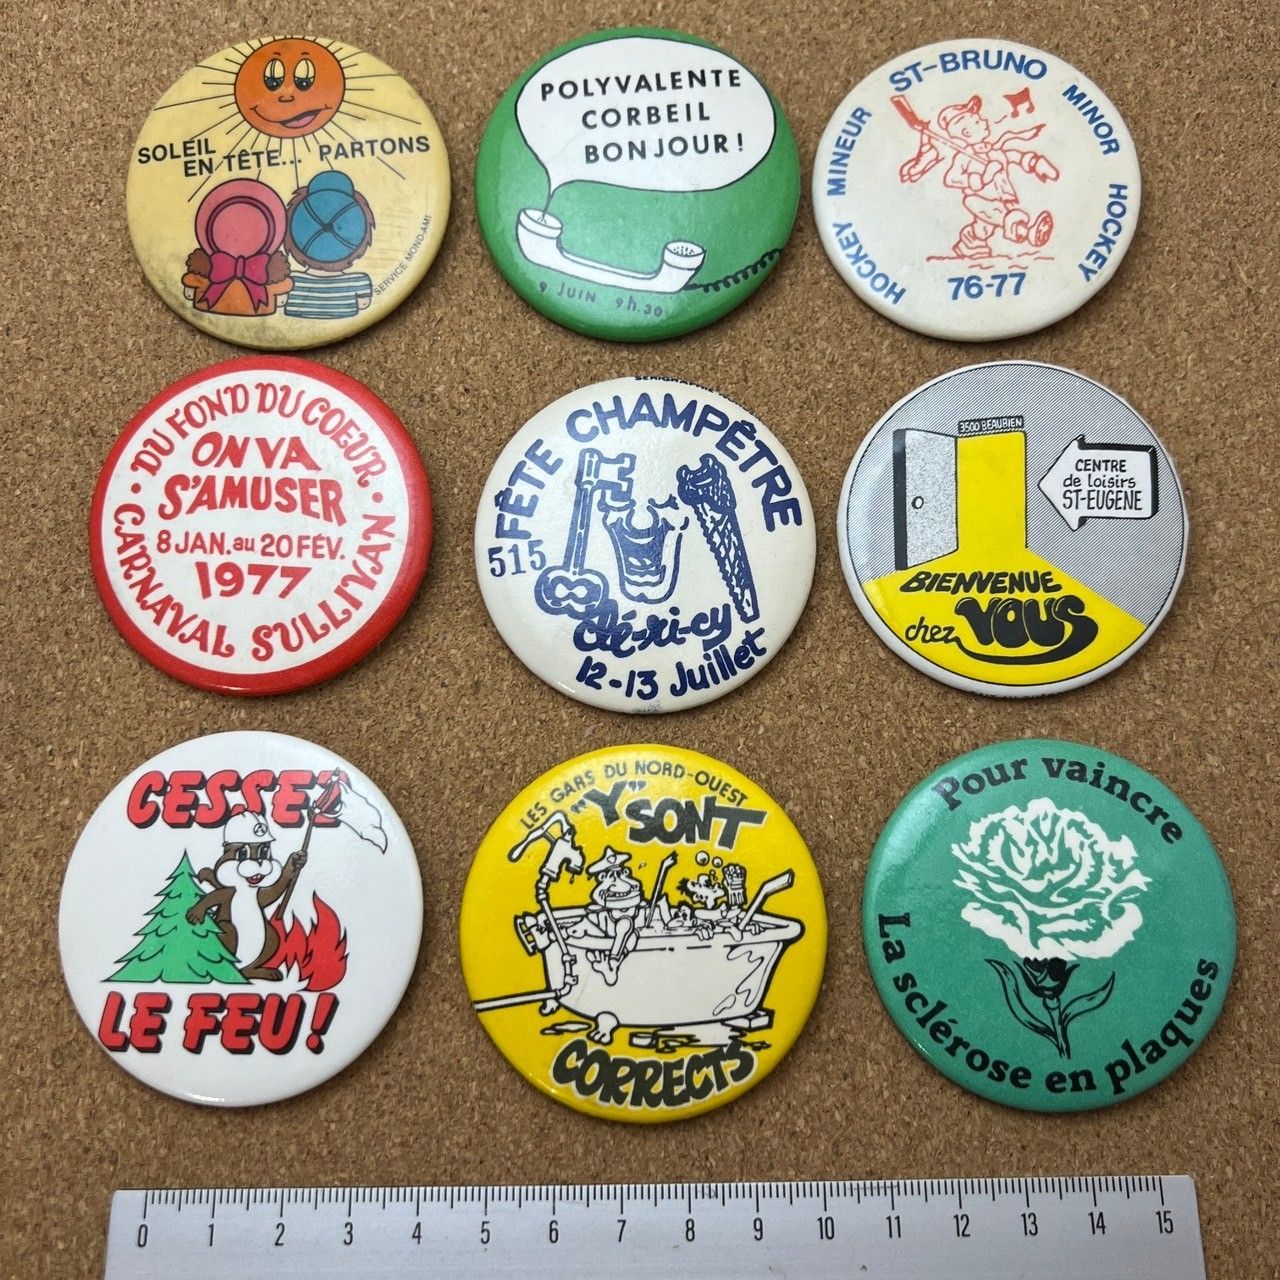 SOLEIL
EN TÊTE... PARTONS
SERVICE MOND-AMI
POLYVALENTE
CORBEIL
BONJOUR!
9 JUIN 9h.30
ST-BRUNO
HOCKEY MINEUR
MINOR HOCKEY
76-77
DU FOND DU COEUR
ON VA
S'AMUSER
8 JAN. au 20 FÉV.
1977
CARNAVAL SULLIVAN
FÊTE CHAMPÊTRE
515
Clé-ri-cy
12-13 Juillet
3500 BEAUBIEN
CENTRE
de loisirs
ST-EUGENE
BIENVENUE
chez VOUS
CESSEZ
LE FEU!
LES GARS DU NORD-OUEST
"Y" SONT
CORRECTS
Pour vaincre
La sclérose en plaques
0 1 2 3 4 5 6 7 8 9 10 11 12 13 14 15